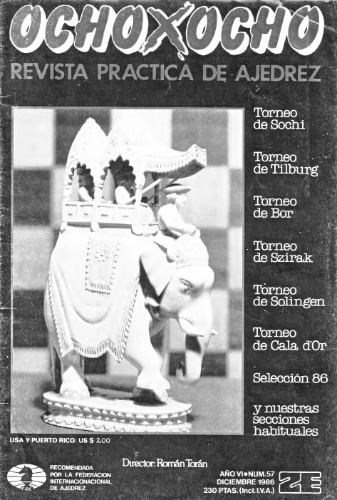 OCHOXOCHO
REVISTA PRACTICA DE AJEDREZ
Torneo
de Sochi
Torneo
de Tilburg
Torneo
de Bor
Torneo
de Szirak
Torneo
de Solingen
Torneo
de Cala d'Or
Selección 86
y nuestras
secciones
habituales
USA Y PUERTO RICO: US $ 2.00
RECOMENDADA
POR LA FEDERACION
INTERNACIONACIONAL
DE AJEDREZ
Director: Román Torán
AÑO VI • NUM. 57
DICIEMBRE 1986
230 PTAS. (Incl. I.V.A.)